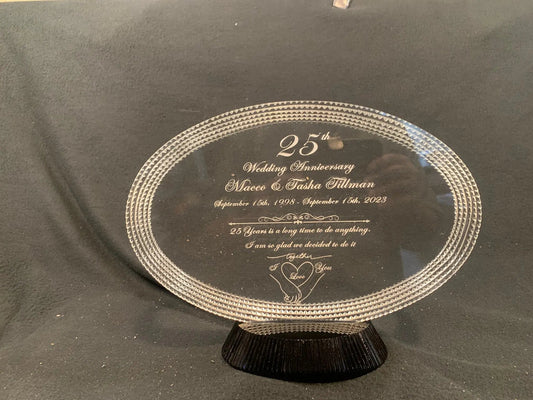 25th
Wedding Anniversary
Macco & Tasha Tillman
September 15th, 1998 - September 15th, 2023
25 Years is a long time to do anything.
I am so glad we decided to do it
Together
I Love You